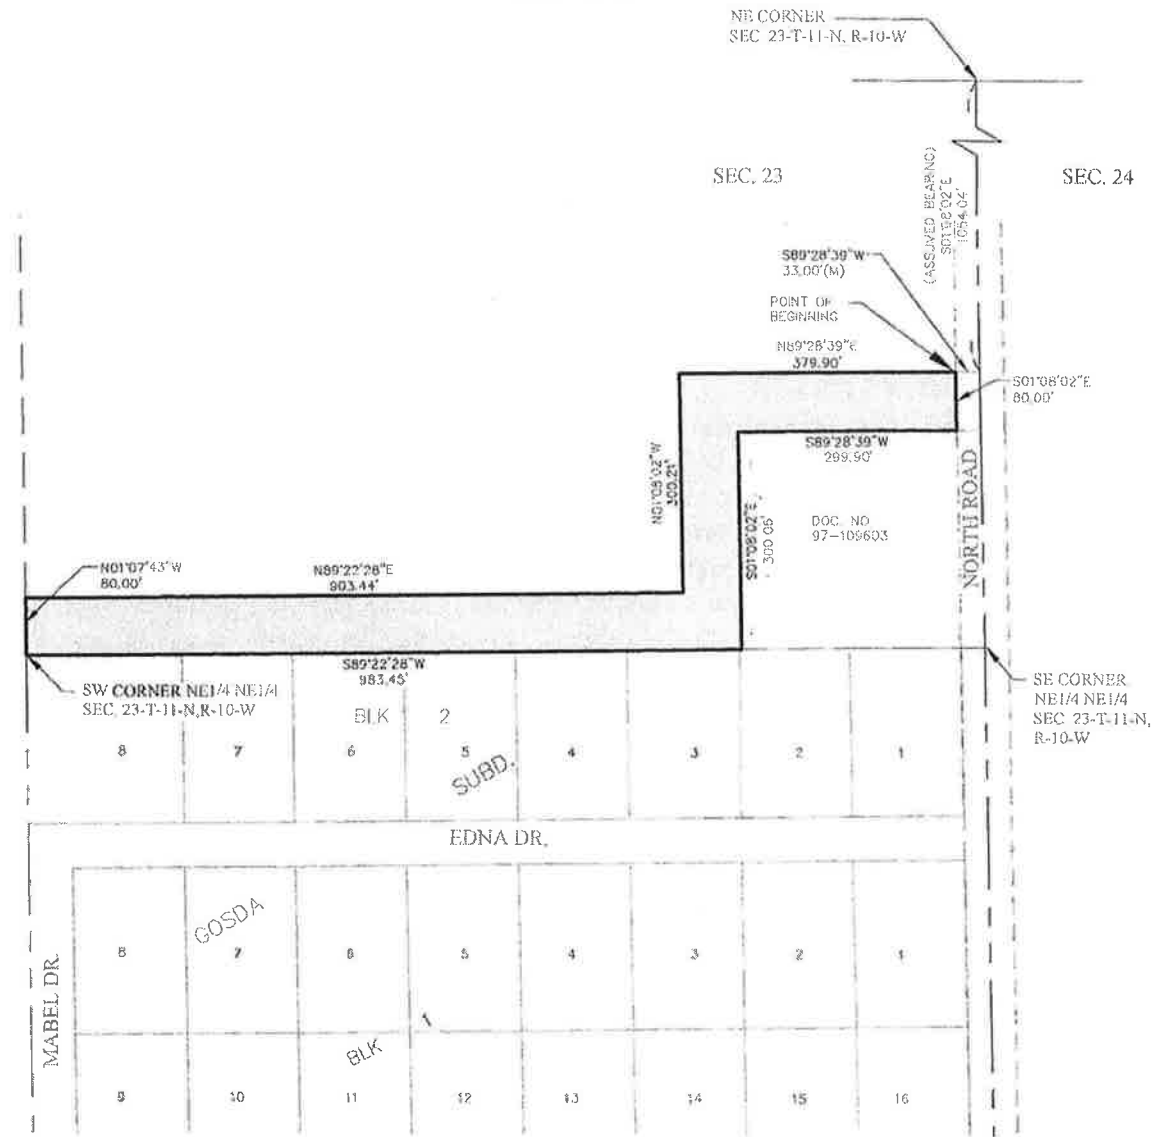 NE CORNER
SEC 23-T-11-N, R-10-W
SEC. 23
SEC. 24
(ASSUMED BEARING)
S01°08'02"E
1054.04'
S89°28'39"W
33.00'(M)
POINT OF
BEGINNING
N89°28'39"E
379.90'
S01°08'02"E
80.00'
S89°28'39"W
299.90'
N01°08'02"W
300.21'
S01°08'02"E
300.06'
DOC. NO
97-109603
NORTH ROAD
N01°07'43"W
80.00'
N89°22'28"E
903.44'
S89°22'28"W
983.45'
SW CORNER NE1/4 NE1/4
SEC. 23-T-11-N,R-10-W
SE CORNER
NE1/4 NE1/4
SEC 23-T-11-N,
R-10-W
BLK 2
8 7 6 5 4 3 2 1
SUBD.
EDNA DR.
GOSDA
8 7 6 5 4 3 2 1
MABEL DR.
1
BLK
9 10 11 12 13 14 15 16